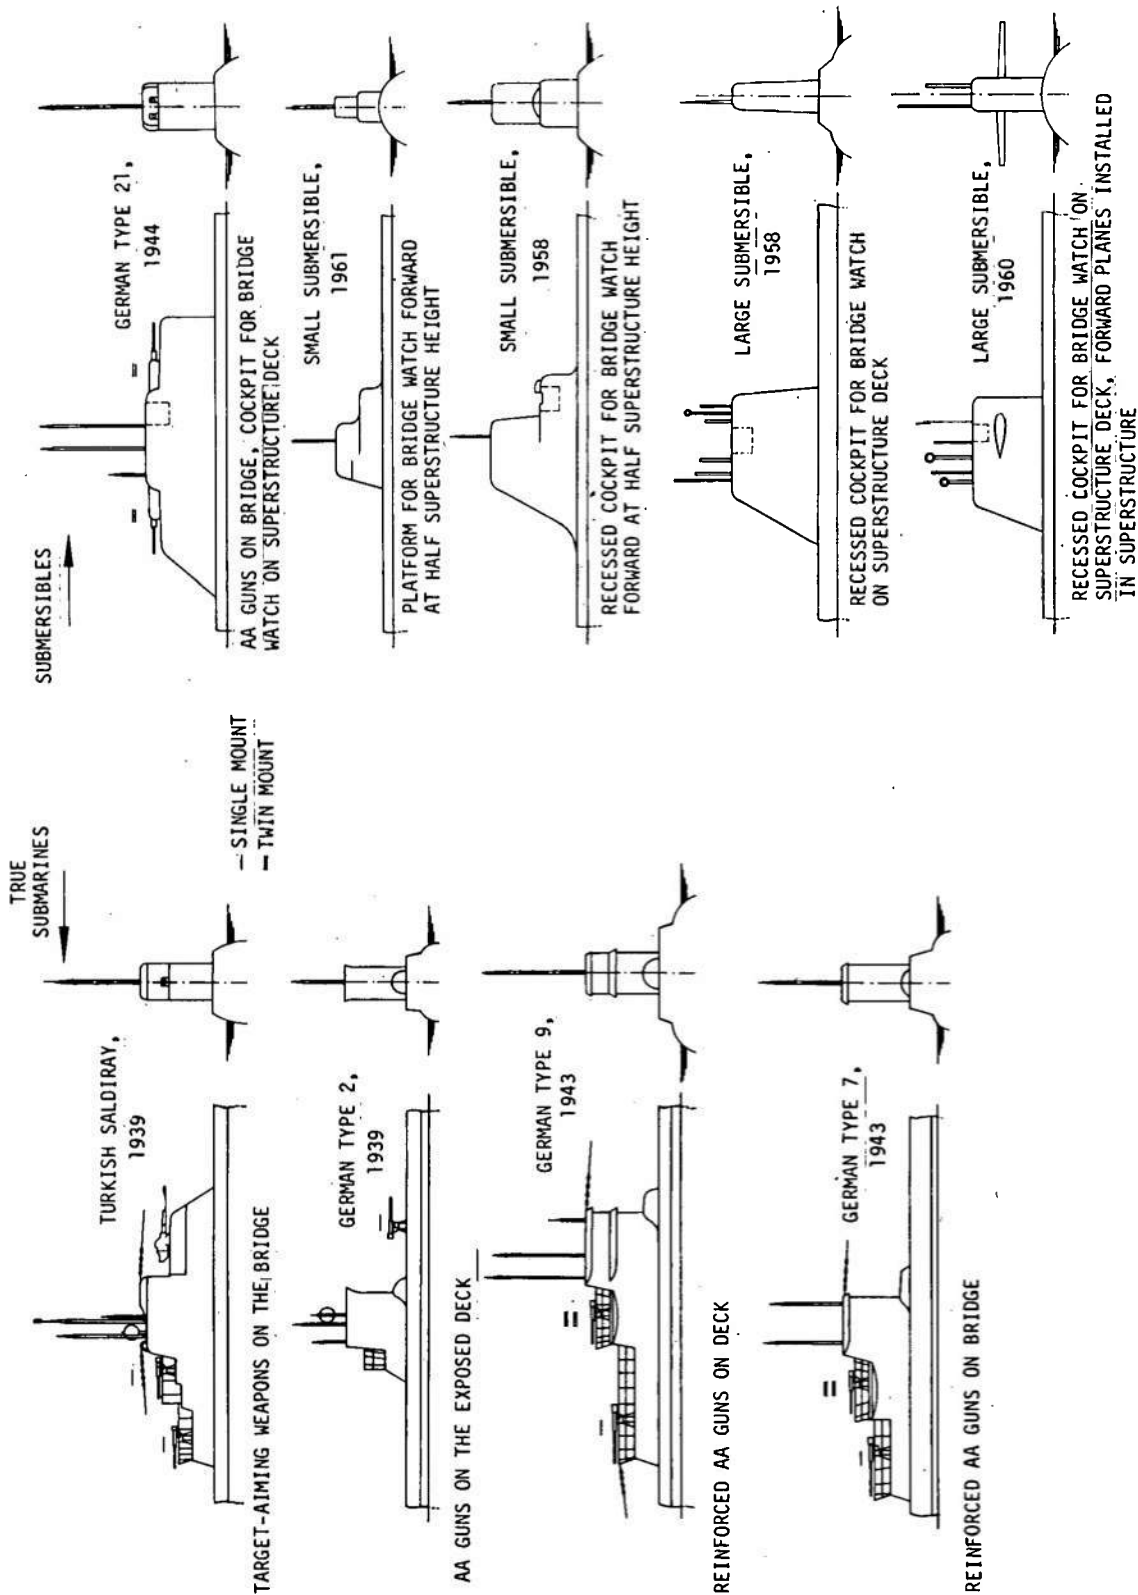 TRUE
SUBMARINES
SUBMERSIBLES
TURKISH SALDIRAY,
1939
TARGET-AIMING WEAPONS ON THE BRIDGE
— SINGLE MOUNT
— TWIN MOUNT
GERMAN TYPE 2,
1939
AA GUNS ON THE EXPOSED DECK
GERMAN TYPE 9,
1943
REINFORCED AA GUNS ON DECK
GERMAN TYPE 7,
1943
REINFORCED AA GUNS ON BRIDGE
GERMAN TYPE 21,
1944
AA GUNS ON BRIDGE, COCKPIT FOR BRIDGE
WATCH ON SUPERSTRUCTURE DECK
SMALL SUBMERSIBLE,
1961
PLATFORM FOR BRIDGE WATCH FORWARD
AT HALF SUPERSTRUCTURE HEIGHT
SMALL SUBMERSIBLE,
1958
RECESSED COCKPIT FOR BRIDGE WATCH
FORWARD AT HALF SUPERSTRUCTURE HEIGHT
LARGE SUBMERSIBLE,
1958
RECESSED COCKPIT FOR BRIDGE WATCH
ON SUPERSTRUCTURE DECK
LARGE SUBMERSIBLE,
1960
RECESSED COCKPIT FOR BRIDGE WATCH ON
SUPERSTRUCTURE DECK, FORWARD PLANES INSTALLED
IN SUPERSTRUCTURE